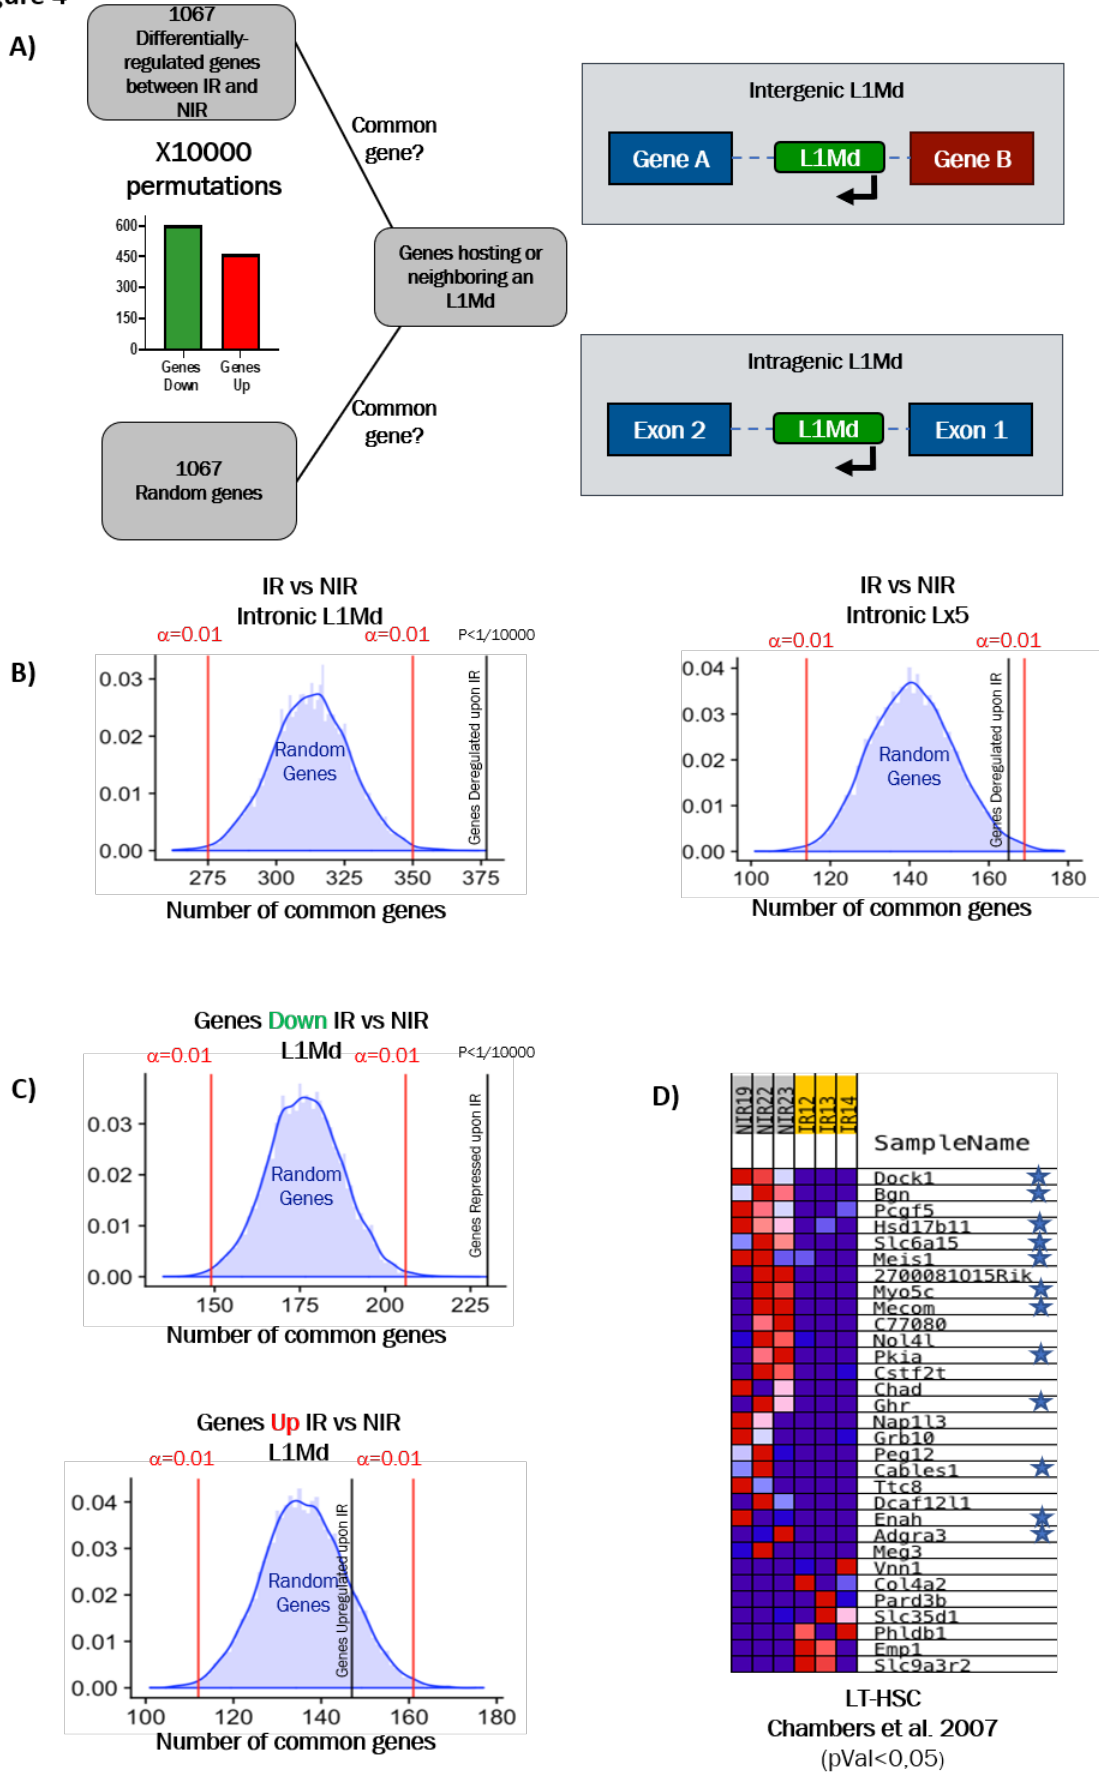 A)
1067
Differentially-
regulated genes
between IR and
NIR
X10000
permutations
600
450
300
150
0
Genes
Down
Genes
Up
Common
gene?
Genes hosting or
neighboring an
L1Md
Common
gene?
1067
Random genes
Intergenic L1Md
Gene A
L1Md
Gene B
Intragenic L1Md
Exon 2
L1Md
Exon 1
B)
IR vs NIR
Intronic L1Md
α=0.01
α=0.01
P<1/10000
0.03
0.02
0.01
0.00
Random
Genes
Genes Deregulated upon IR
275 300 325 350 375
Number of common genes
IR vs NIR
Intronic Lx5
α=0.01
α=0.01
0.04
0.03
0.02
0.01
0.00
Random
Genes
Genes Deregulated upon IR
100 120 140 160 180
Number of common genes
C)
Genes Down IR vs NIR
L1Md
α=0.01
α=0.01
P<1/10000
0.03
0.02
0.01
0.00
Random
Genes
Genes Repressed upon IR
150 175 200 225
Number of common genes
Genes Up IR vs NIR
L1Md
α=0.01
α=0.01
0.04
0.03
0.02
0.01
0.00
Random
Genes
Genes Upregulated upon IR
100 120 140 160 180
Number of common genes
D)
NIR19
NIR22
NIR23
IR12
IR13
IR14
SampleName
Dock1
Bgn
Pcgf5
Hsd17b11
Slc6a15
Meis1
2700081O15Rik
Myo5c
Mecom
C77080
Nol4l
Pkia
Cstf2t
Chad
Ghr
Nap1l3
Grb10
Peg12
Cables1
Ttc8
Dcaf12l1
Enah
Adgra3
Meg3
Vnn1
Col4a2
Pard3b
Slc35d1
Phldb1
Emp1
Slc9a3r2
LT-HSC
Chambers et al. 2007
(pVal<0,05)